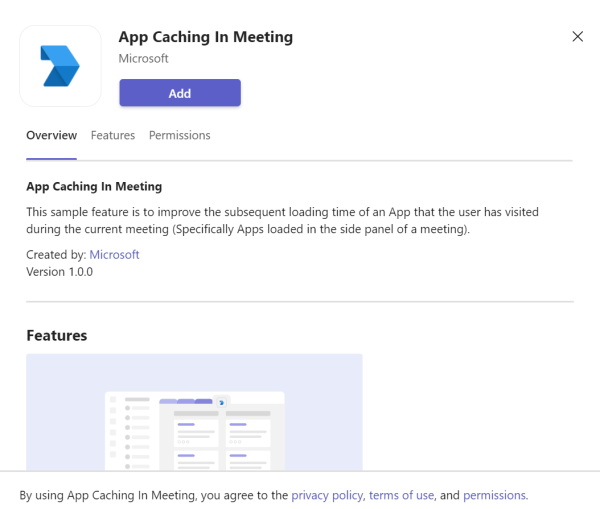 App Caching In Meeting
Microsoft
Add
Overview Features Permissions
App Caching In Meeting
This sample feature is to improve the subsequent loading time of an App that the user has visited
during the current meeting (Specifically Apps loaded in the side panel of a meeting).
Created by: Microsoft
Version 1.0.0
Features
By using App Caching In Meeting, you agree to the privacy policy, terms of use, and permissions.